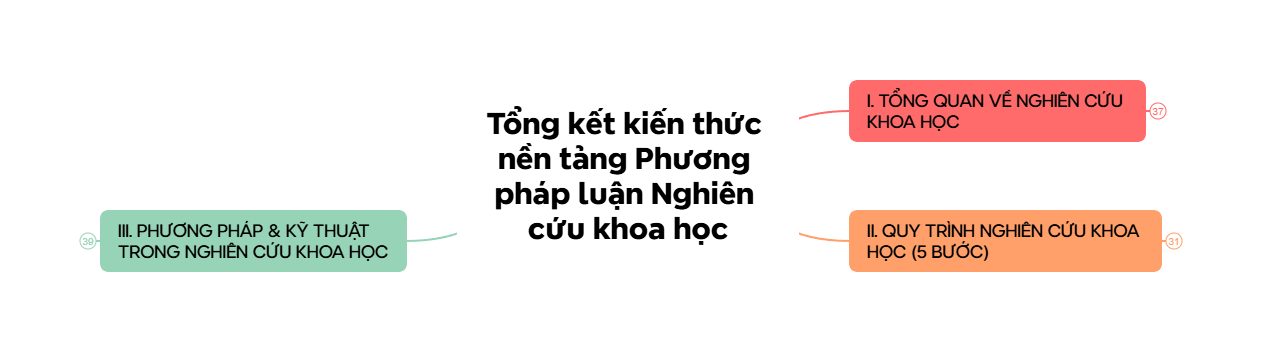 Tổng kết kiến thức
nền tảng Phương
pháp luận Nghiên
cứu khoa học
I. TỔNG QUAN VỀ NGHIÊN CỨU
KHOA HỌC
37
II. QUY TRÌNH NGHIÊN CỨU KHOA
HỌC (5 BƯỚC)
31
III. PHƯƠNG PHÁP & KỸ THUẬT
TRONG NGHIÊN CỨU KHOA HỌC
39